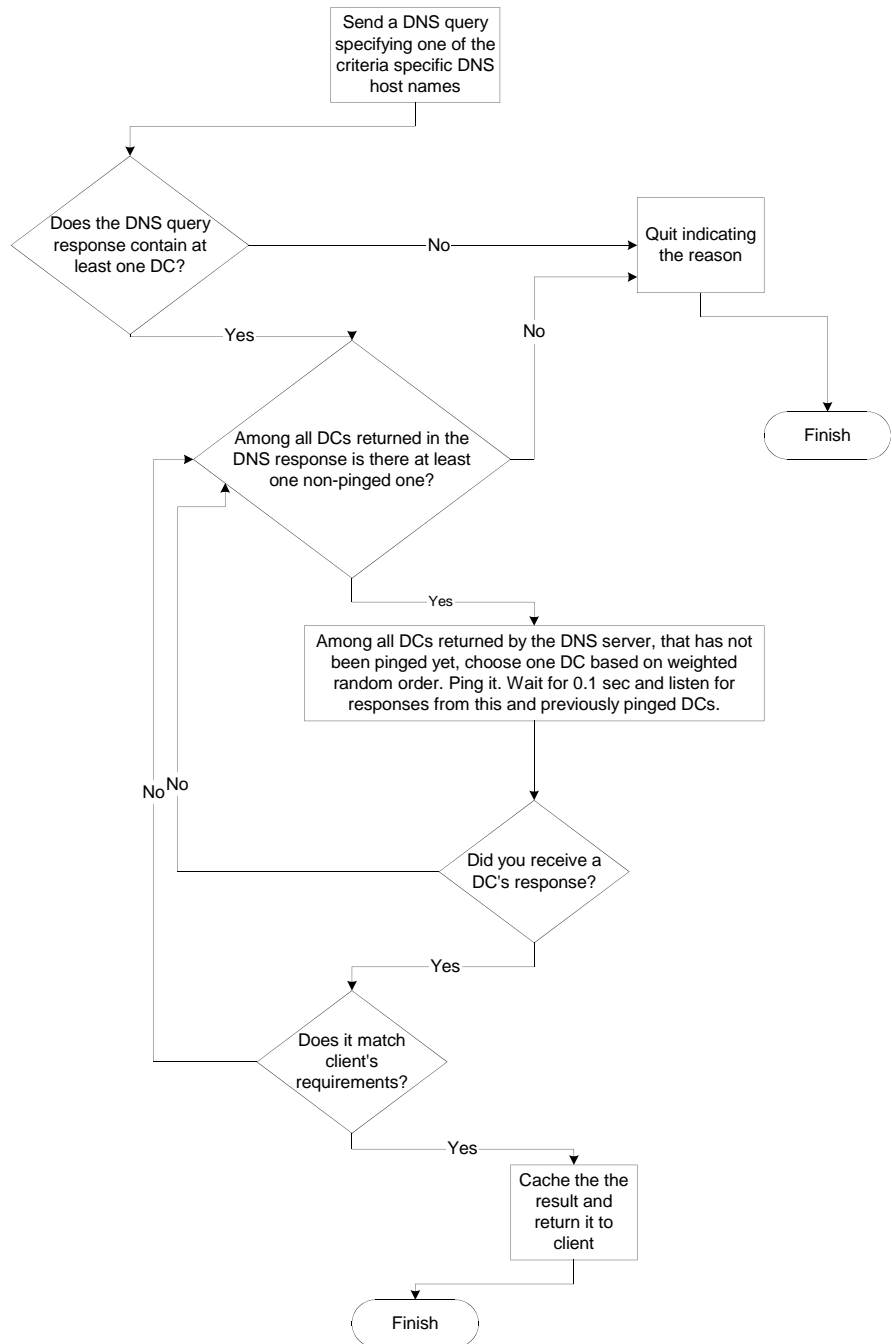 Send a DNS query
specifying one of the
criteria specific DNS
host names
Does the DNS query
response contain at
least one DC?
No
Quit indicating
the reason
Yes
No
Finish
Among all DCs returned in the
DNS response is there at least
one non-pinged one?
Yes
Among all DCs returned by the DNS server, that has not
been pinged yet, choose one DC based on weighted
random order. Ping it. Wait for 0.1 sec and listen for
responses from this and previously pinged DCs.
No
No
Did you receive a
DC's response?
Yes
Does it match
client's
requirements?
Yes
Cache the the
result and
return it to
client
Finish